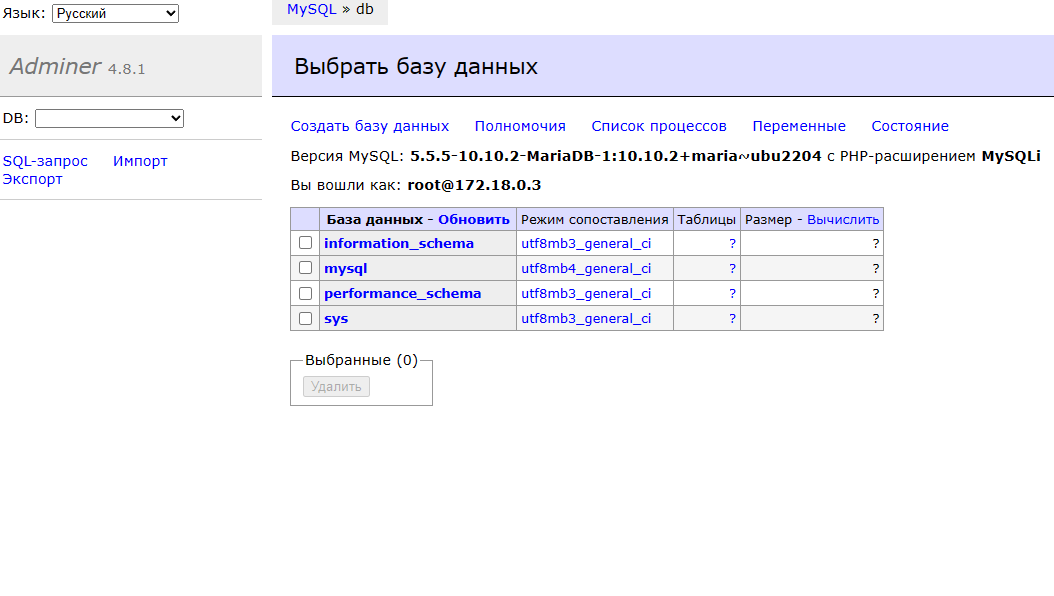 Язык: Русский
MySQL » db
Adminer 4.8.1
Выбрать базу данных
DB:
SQL-запрос Импорт
Экспорт
Создать базу данных Полномочия Список процессов Переменные Состояние
Версия MySQL: 5.5.5-10.10.2-MariaDB-1:10.10.2+maria~ubu2204 с PHP-расширением MySQLi
Вы вошли как: root@172.18.0.3
База данных - Обновить Режим сопоставления Таблицы Размер - Вычислить
information_schema utf8mb3_general_ci ? ?
mysql utf8mb4_general_ci ? ?
performance_schema utf8mb3_general_ci ? ?
sys utf8mb3_general_ci ? ?
Выбранные (0)
Удалить